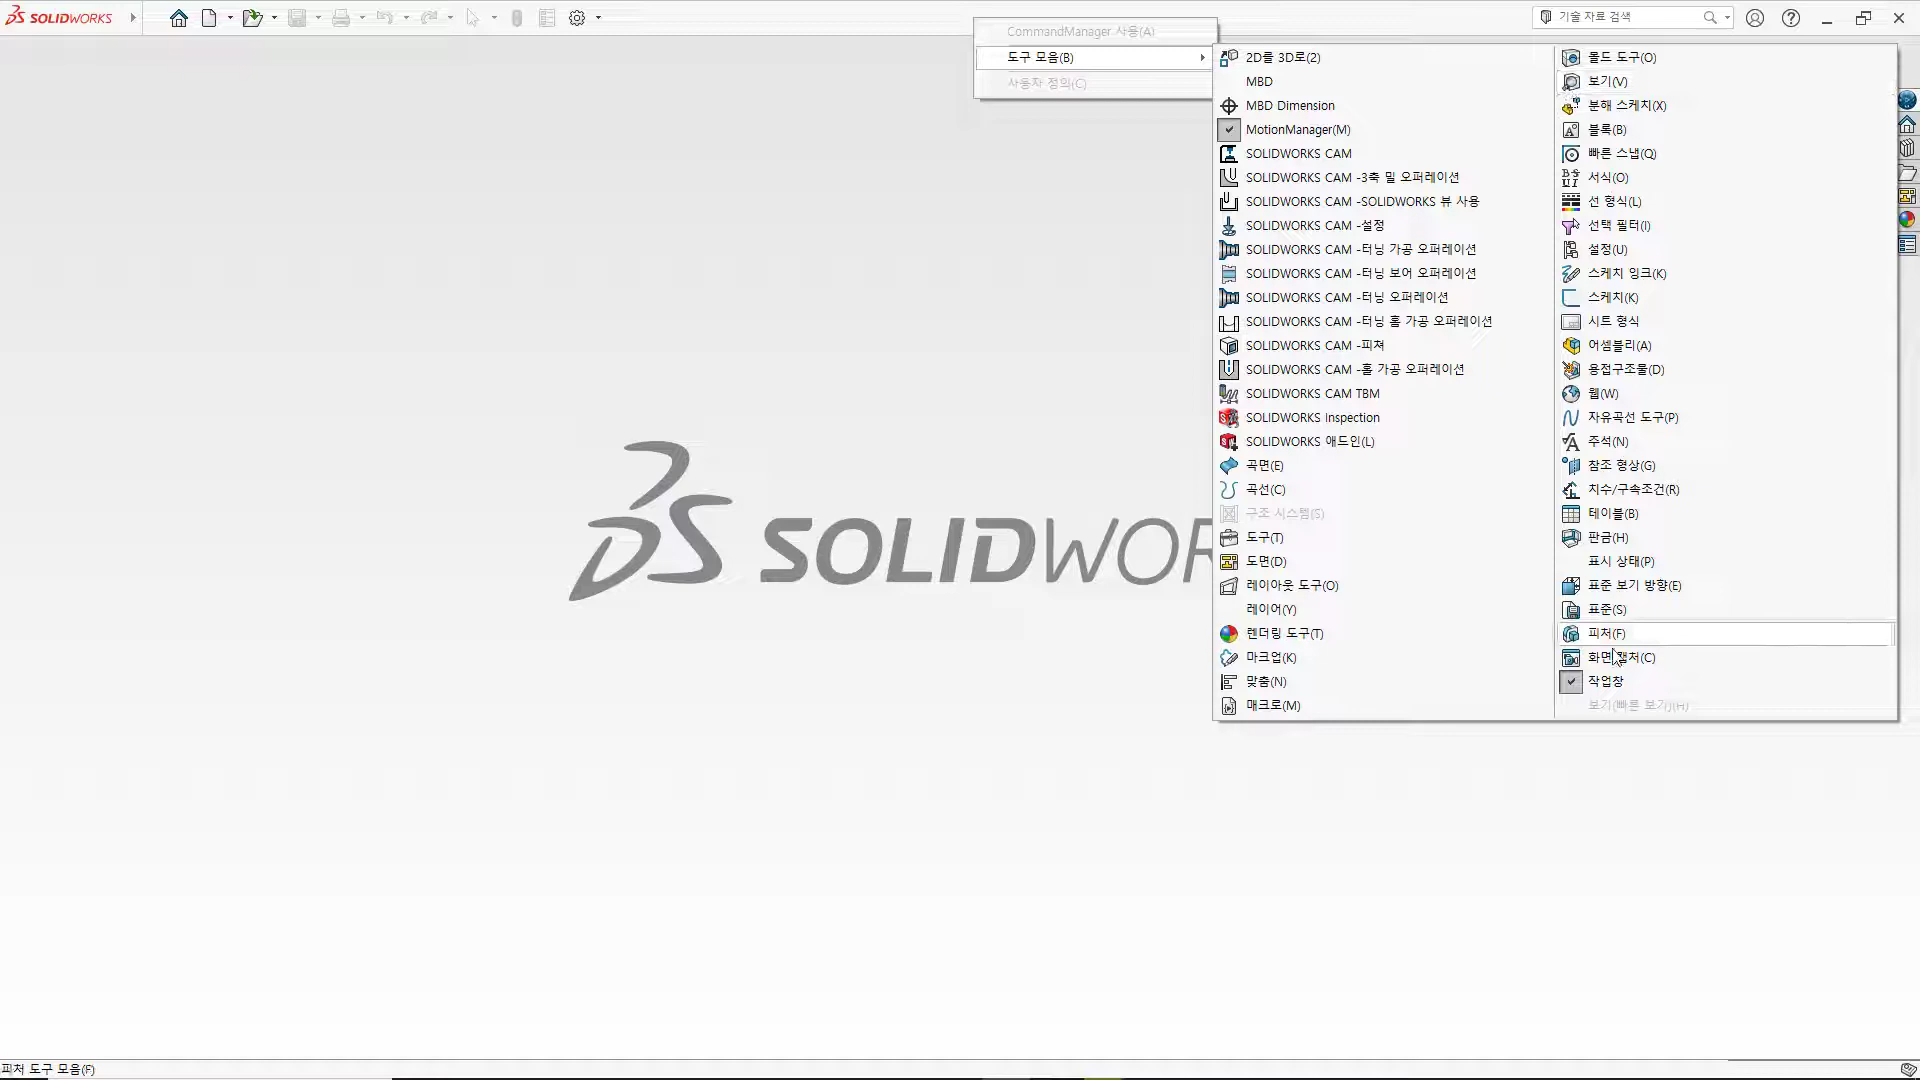 SOLIDWORKS
기술 자료 검색
CommandManager 사용(A)
도구 모음(B)
사용자 정의(C)
2D를 3D로(2)
MBD
MBD Dimension
MotionManager(M)
SOLIDWORKS CAM
SOLIDWORKS CAM -3축 밀 오퍼레이션
SOLIDWORKS CAM -SOLIDWORKS 뷰 사용
SOLIDWORKS CAM -설정
SOLIDWORKS CAM -터닝 가공 오퍼레이션
SOLIDWORKS CAM -터닝 보어 오퍼레이션
SOLIDWORKS CAM -터닝 오퍼레이션
SOLIDWORKS CAM -터닝 홈 가공 오퍼레이션
SOLIDWORKS CAM -피쳐
SOLIDWORKS CAM -홀 가공 오퍼레이션
SOLIDWORKS CAM TBM
SOLIDWORKS Inspection
SOLIDWORKS 애드인(L)
곡면(E)
곡선(C)
구조 시스템(S)
도구(T)
도면(D)
레이아웃 도구(O)
레이어(Y)
렌더링 도구(T)
마크업(K)
맞춤(N)
매크로(M)
몰드 도구(O)
보기(V)
분해 스케치(X)
블록(B)
빠른 스냅(Q)
서식(O)
선 형식(L)
선택 필터(I)
설정(U)
스케치 잉크(K)
스케치(K)
시트 형식
어셈블리(A)
용접구조물(D)
웹(W)
자유곡선 도구(P)
주석(N)
참조 형상(G)
치수/구속조건(R)
테이블(B)
판금(H)
표시 상태(P)
표준 보기 방향(E)
표준(S)
피처(F)
화면 캡처(C)
작업창
보기(빠른 보기)(H)
SOLIDWOR
피처 도구 모음(F)